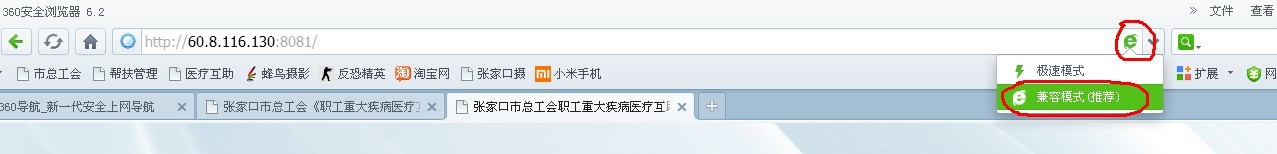 360安全浏览器 6.2
» 文件 查看
http://60.8.116.130:8081/
市总工会 帮扶管理 医疗互助 蜂鸟摄影 反恐精英 淘宝网 张家口摄 小米手机 扩展 网
极速模式
兼容模式(推荐)
360导航_新一代安全上网导航 张家口市总工会《职工重大疾病医疗 张家口市总工会职工重大疾病医疗互